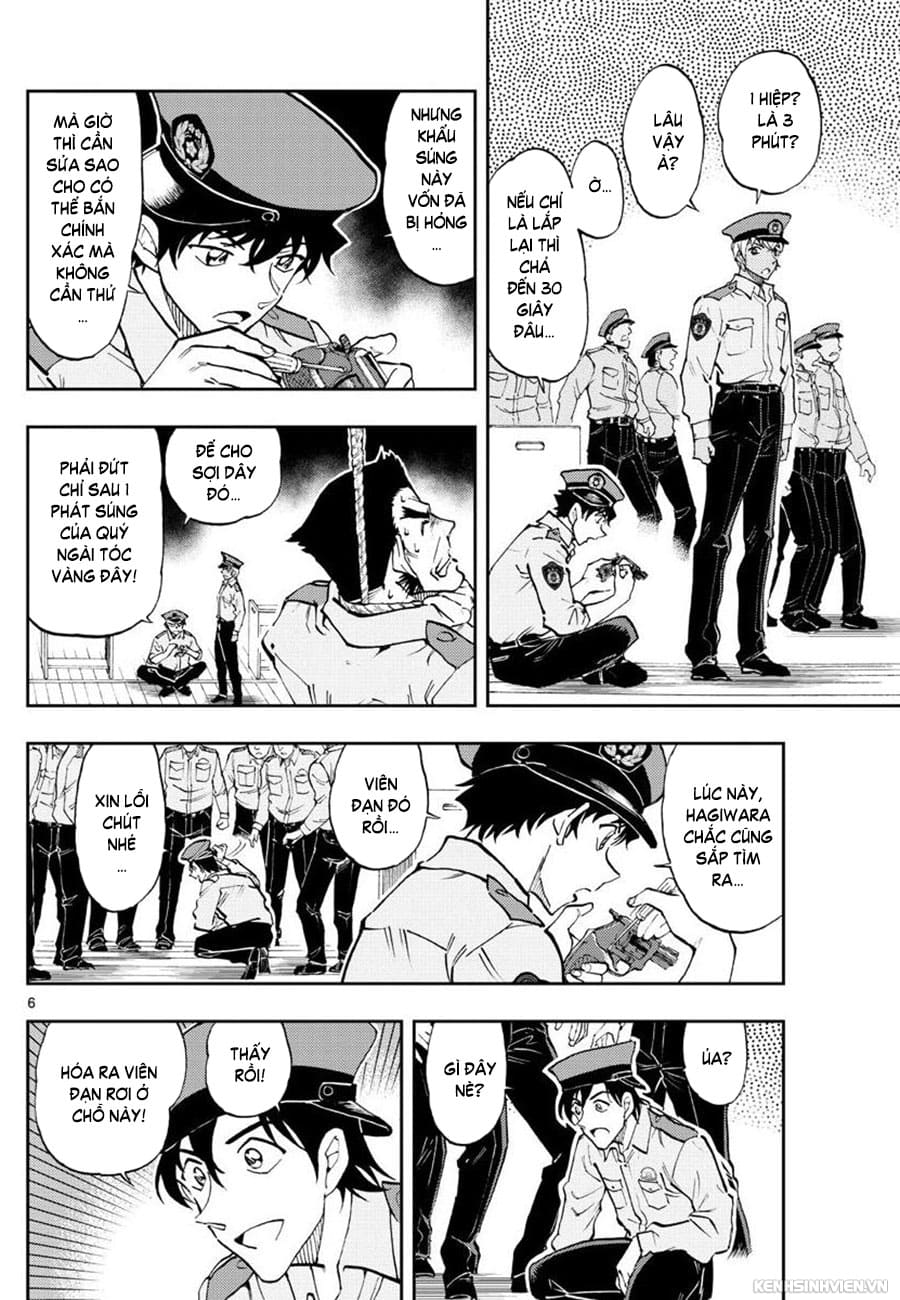 1 HIỆP?
LÀ 3
PHÚT?
LÂU
VẬY
À?
Ờ...
NẾU CHỈ
LÀ LẮP
LẠI THÌ
CHẢ
ĐẾN 30
GIÂY
ĐÂU...
NHƯNG
KHẨU
SÚNG
NÀY
VỐN ĐÃ
BỊ HỎNG
...
MÀ GIỜ
THÌ CẦN
SỬA SAO
CHO CÓ
THỂ BẮN
CHÍNH
XÁC MÀ
KHÔNG
CẦN THỬ
...
ĐỂ CHO
SỢI DÂY
ĐÓ...
PHẢI ĐỨT
CHỈ SAU 1
PHÁT SÚNG
CỦA QUÝ
NGÀI TÓC
VÀNG ĐÂY!
LÚC NÀY,
HAGIWARA
CHẮC CŨNG
SẮP TÌM
RA...
VIÊN
ĐẠN ĐÓ
RỒI...
XIN LỖI
CHÚT
NHÉ
...
6
ỦA?
GÌ ĐÂY
NÈ?
THẤY
RỒI!
HÓA RA VIÊN
ĐẠN RƠI Ở
CHỖ NÀY!
KENHSINHVIEN.VN